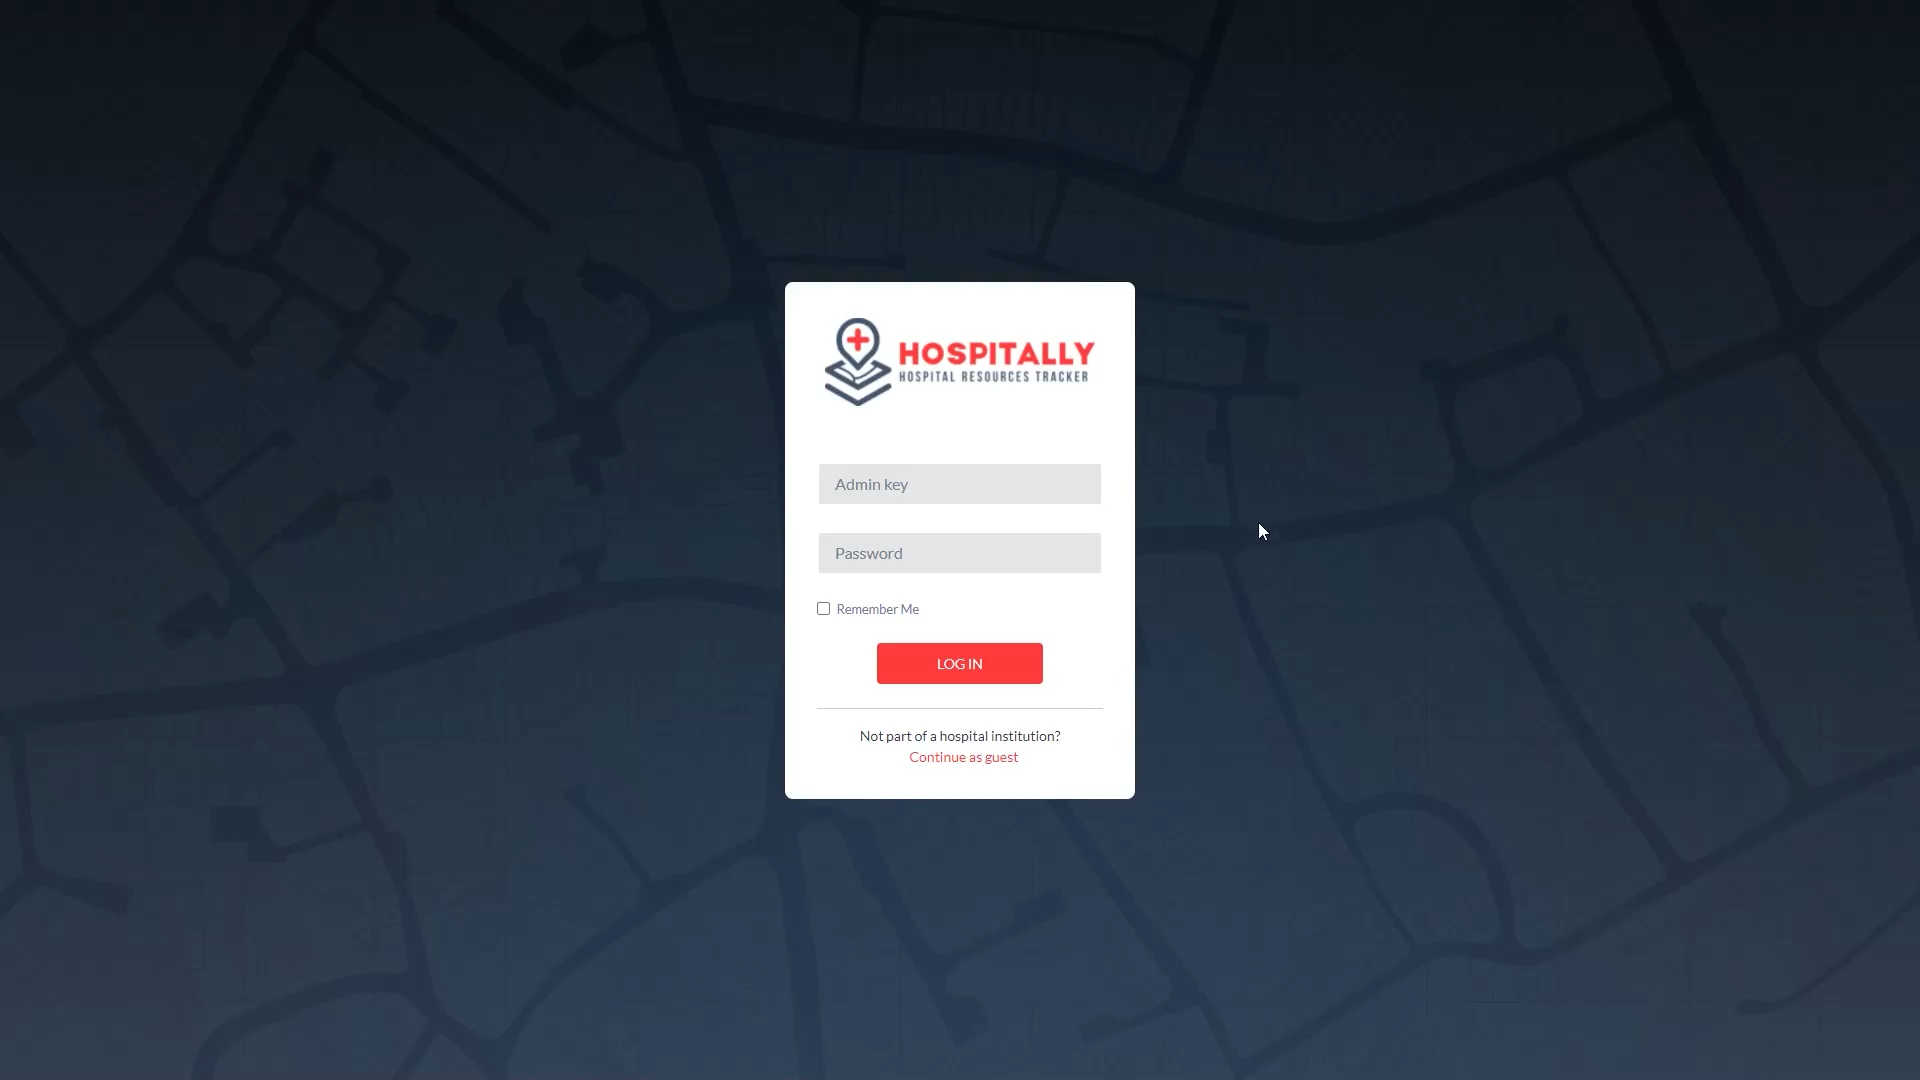 HOSPITALLY
HOSPITAL RESOURCES TRACKER
Admin key
Password
Remember Me
LOG IN
Not part of a hospital institution?
Continue as guest